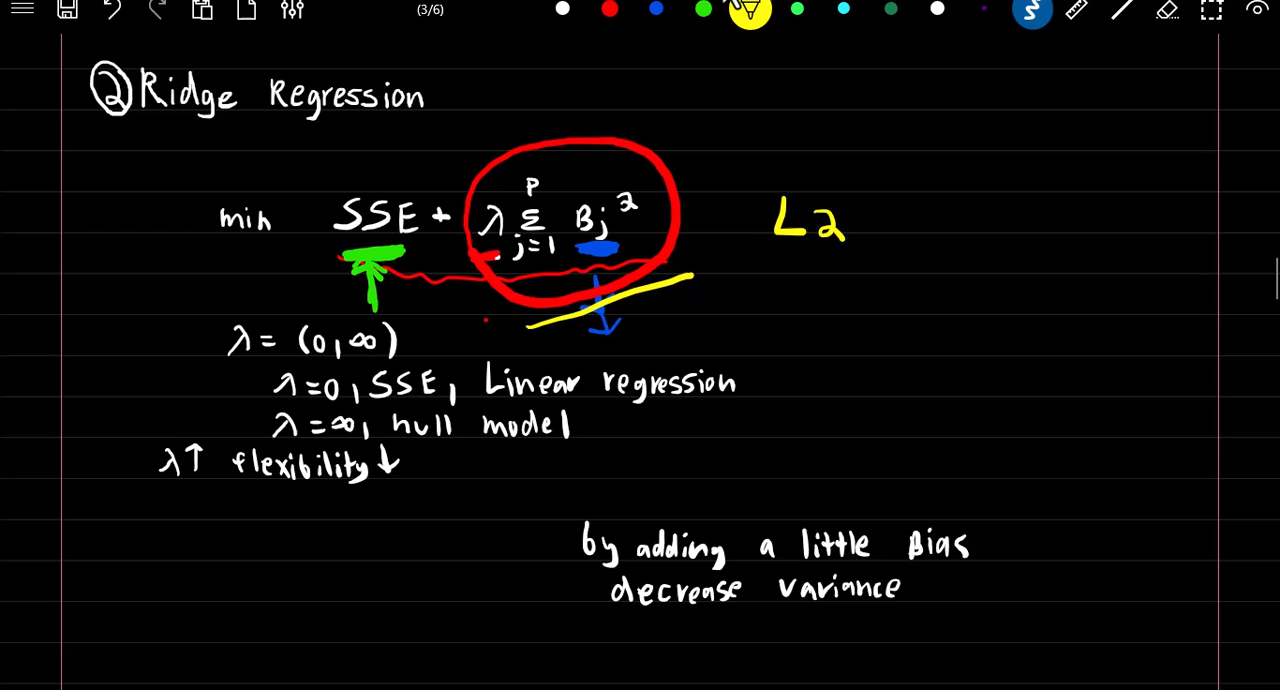 (3/6)
② Ridge Regression
min SSE + λ Σ j=1 P Bj² L2
λ = (0, ∞)
λ=0, SSE, Linear regression
λ=∞, null model
λ↑ flexibility↓
by adding a little Bias
decrease variance